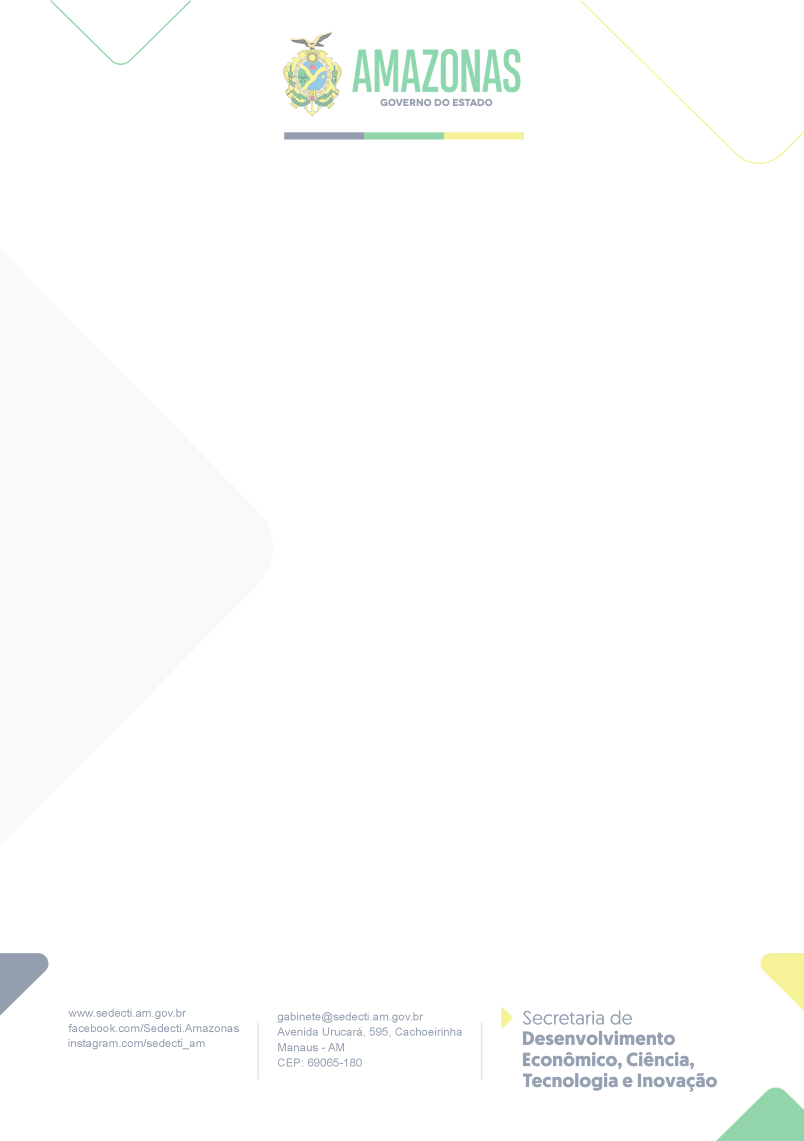 AMAZONAS
GOVERNO DO ESTADO
www.sedecti.am.gov.br
facebook.com/Sedecti.Amazonas
instagram.com/sedecti_am
gabinete@sedecti.am.gov.br
Avenida Urucará, 595, Cachoeirinha
Manaus - AM
CEP: 69065-180
Secretaria de
Desenvolvimento
Econômico, Ciência,
Tecnologia e Inovação